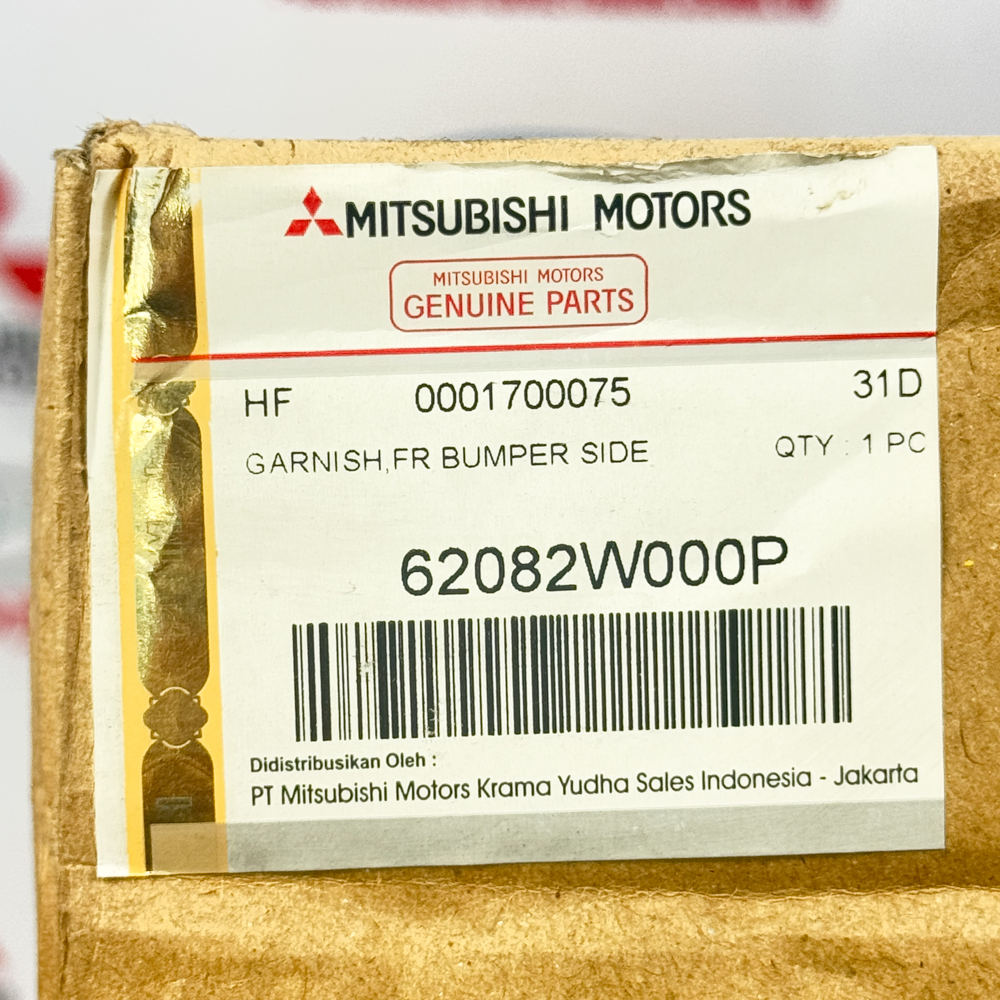 MITSUBISHI MOTORS
MITSUBISHI MOTORS
GENUINE PARTS
HF 0001700075 31D
GARNISH,FR BUMPER SIDE QTY : 1 PC
62082W000P
Didistribusikan Oleh :
PT Mitsubishi Motors Krama Yudha Sales Indonesia - Jakarta